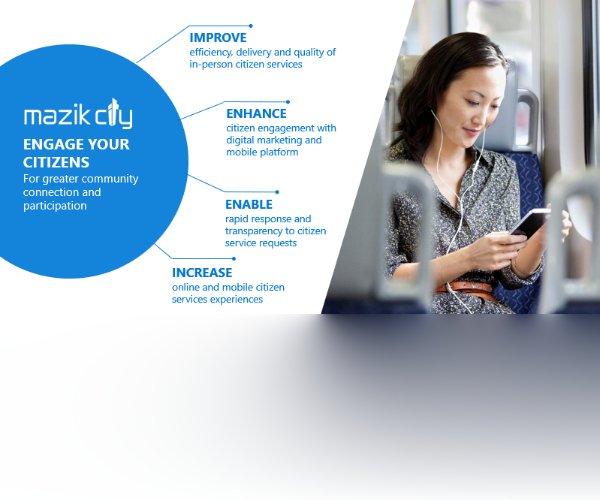 mazik city
ENGAGE YOUR
CITIZENS
For greater community
connection and
participation
IMPROVE
efficiency, delivery and quality of
in-person citizen services
ENHANCE
citizen engagement with
digital marketing and
mobile platform
ENABLE
rapid response and
transparency to citizen
service requests
INCREASE
online and mobile citizen
services experiences